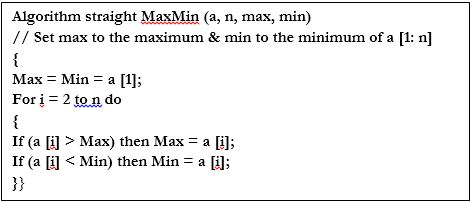 Algorithm straight MaxMin (a, n, max, min)
// Set max to the maximum & min to the minimum of a [1: n]
{
Max = Min = a [1];
For i = 2 to n do
{
If (a [i] > Max) then Max = a [i];
If (a [i] < Min) then Min = a [i];
}}